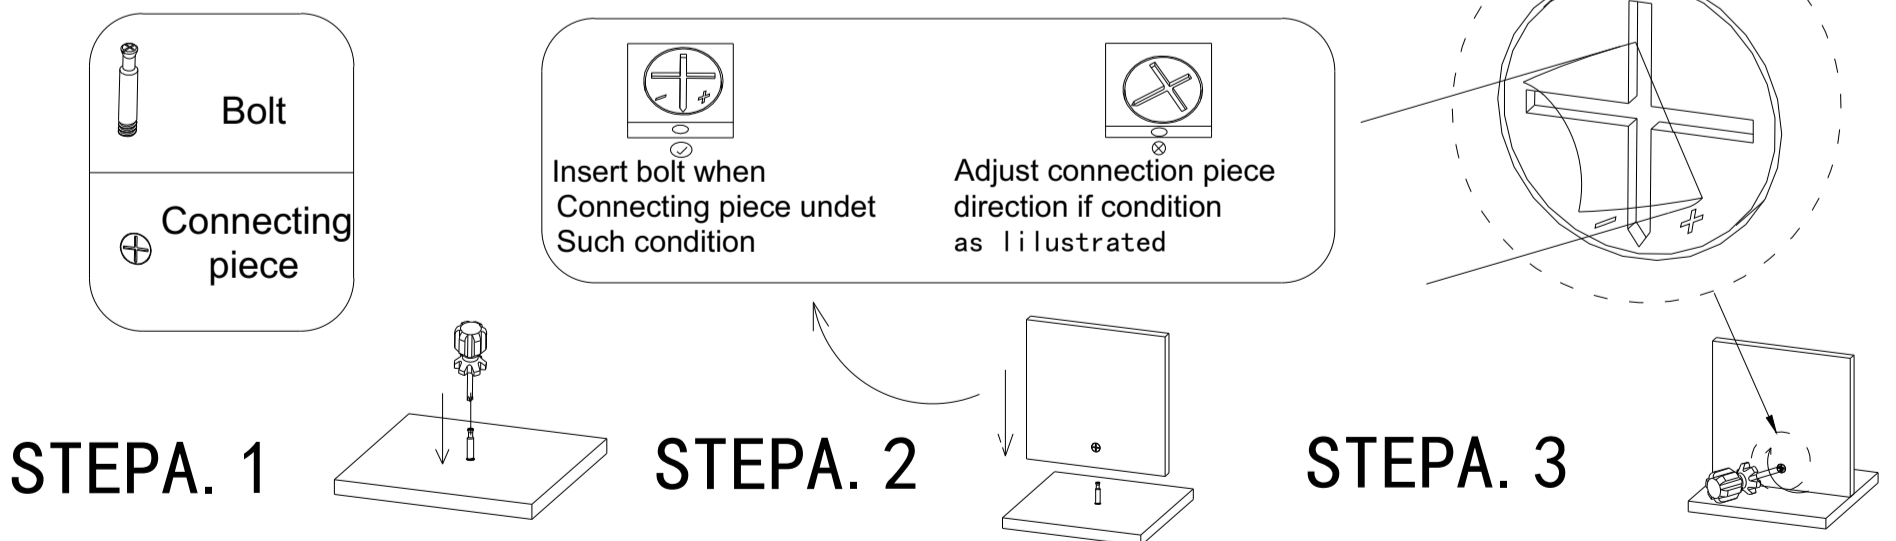 Bolt
Connecting
piece
Insert bolt when
Connecting piece undet
Such condition
Adjust connection piece
direction if condition
as lilustrated
STEPA. 1
STEPA. 2
STEPA. 3